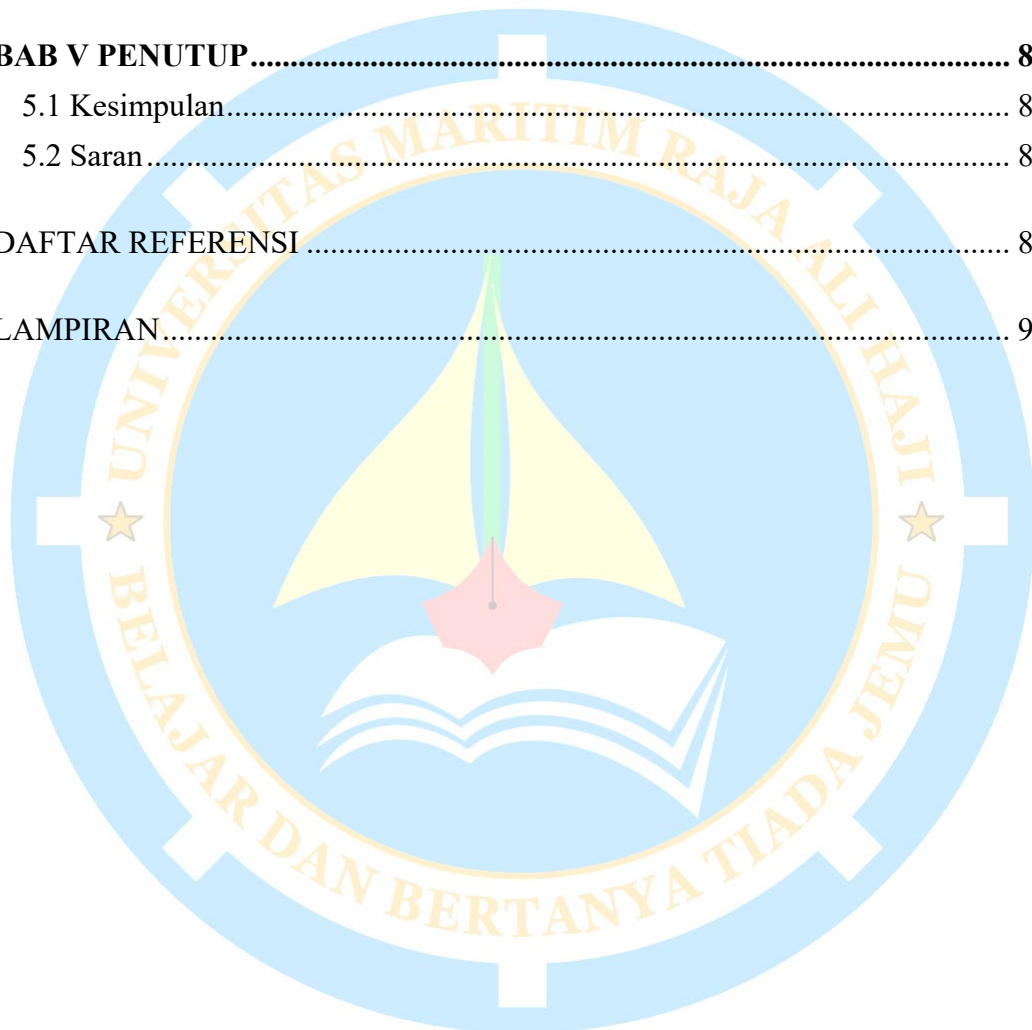 BAB V PENUTUP.......................................................................................... 8
5.1 Kesimpulan............................................................................................. 8
5.2 Saran...................................................................................................... 8
DAFTAR REFERENSI................................................................................... 8
LAMPIRAN..................................................................................................... 9
UNIVERSITAS MARITIM RAJA ALI HAJI
BELAJAR DAN BERTANYA TIADA JEMU